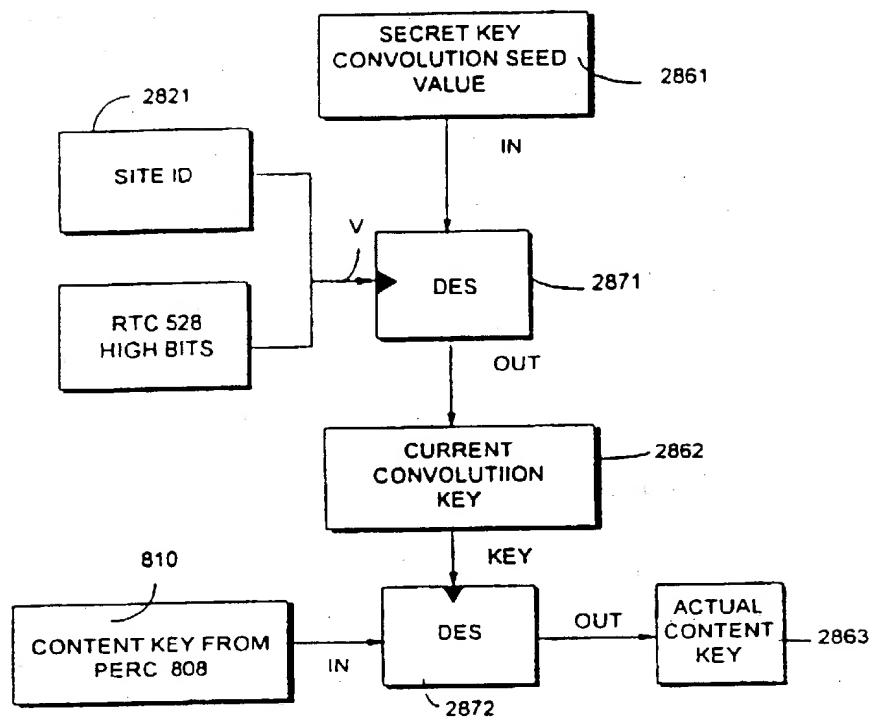 SECRET KEY
CONVOLUTION SEED
VALUE
2861
2821
SITE ID
IN
V
DES
2871
RTC 528
HIGH BITS
OUT
CURRENT
CONVOLUTIION
KEY
2862
KEY
810
CONTENT KEY FROM
PERC 808
IN
DES
OUT
ACTUAL
CONTENT
KEY
2863
2872